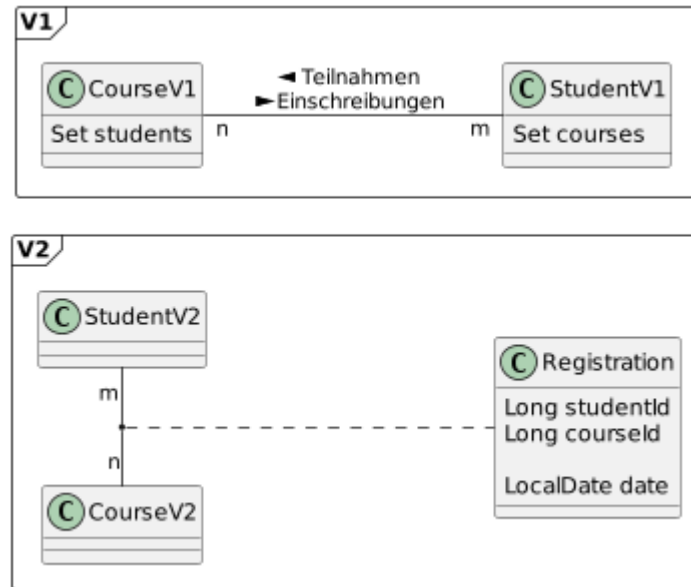 V1
C CourseV1
Set students
◄ Teilnahmen
►Einschreibungen
n
m
C StudentV1
Set courses
V2
C StudentV2
m
n
C CourseV2
C Registration
Long studentId
Long courseId
LocalDate date